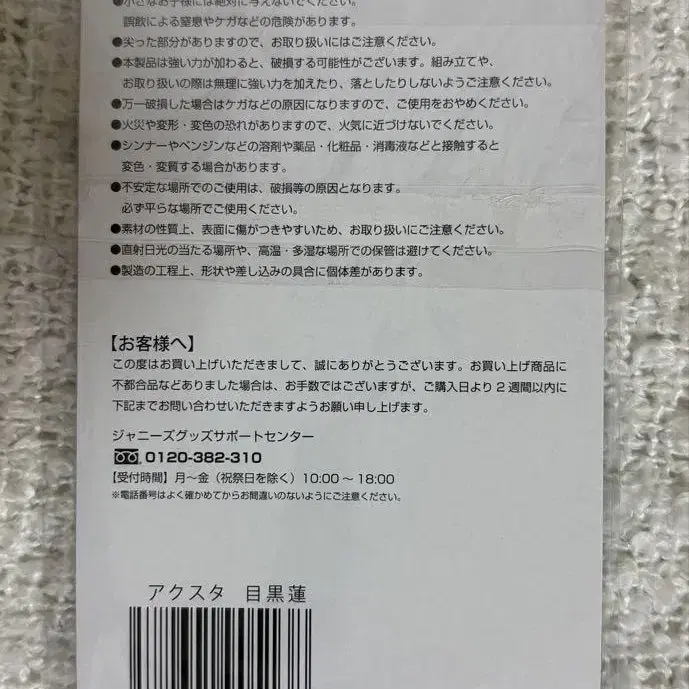 ●小さなお子様には絶対に与えないでください。
誤飲による窒息やケガなどの危険があります。
●尖った部分がありますので、お取り扱いにはご注意ください。
●本製品は強い力が加わると、破損する可能性がございます。組み立てや、
お取り扱いの際は無理に強い力を加えたり、落としたりしないようご注意ください。
●万一破損した場合はケガなどの原因になりますので、ご使用をおやめください。
●火災や変形・変色の恐れがありますので、火気に近づけないでください。
●シンナーやベンジンなどの溶剤や薬品・化粧品・消毒液などと接触すると
変色・変質する場合があります。
●不安定な場所でのご使用は、破損等の原因となります。
必ず平らな場所でご使用ください。
●素材の性質上、表面に傷がつきやすいため、お取り扱いにご注意ください。
●直射日光の当たる場所や、高温・多湿な場所での保管は避けてください。
●製造の工程上、形状や差し込みの具合に個体差があります。
【お客様へ】
この度はお買い上げいただきまして、誠にありがとうございます。お買い上げ商品に
不都合品などありました場合は、お手数ではございますが、ご購入日より2週間以内に
下記までお問い合わせいただきますようお願い申し上げます。
ジャニーズグッズサポートセンター
0120-382-310
【受付時間】月～金（祝祭日を除く）10:00～18:00
※電話番号はよく確かめてからお間違いのないようにご注意ください。
アクスタ 目黒蓮